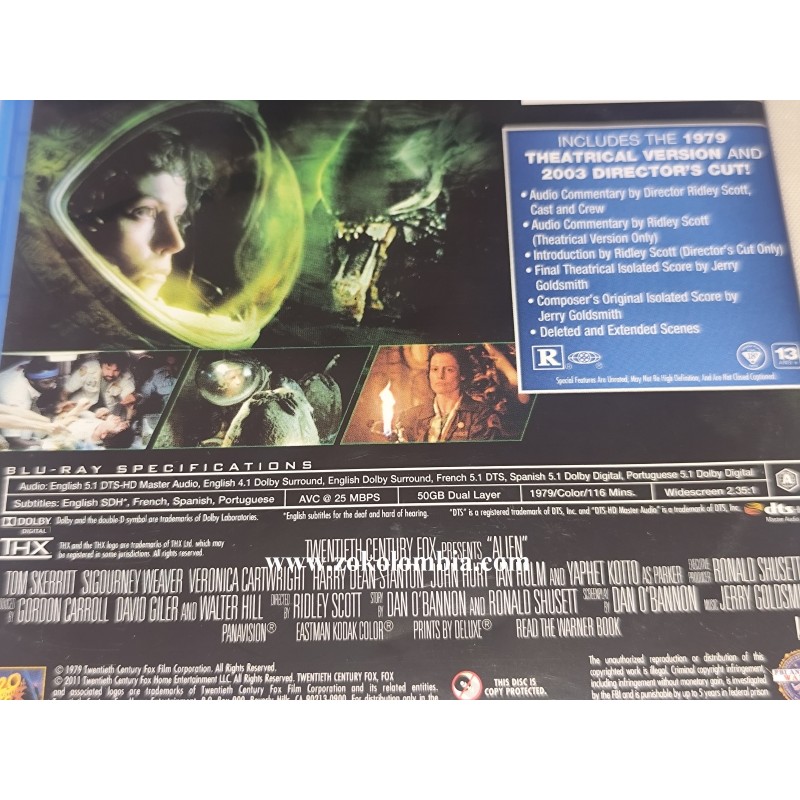 INCLUDES THE 1979
THEATRICAL VERSION AND
2003 DIRECTOR'S CUT!
• Audio Commentary by Director Ridley Scott,
Cast and Crew
• Audio Commentary by Ridley Scott
(Theatrical Version Only)
• Introduction by Ridley Scott (Director's Cut Only)
• Final Theatrical Isolated Score by Jerry
Goldsmith
• Composer's Original Isolated Score by
Jerry Goldsmith
• Deleted and Extended Scenes
R
13
Special Features Are Unrated, May Not Be High Definition, And Are Not Closed Captioned.
BLU-RAY SPECIFICATIONS
Audio: English 5.1 DTS-HD Master Audio, English 4.1 Dolby Surround, English Dolby Surround, French 5.1 DTS, Spanish 5.1 Dolby Digital, Portuguese 5.1 Dolby Digital
Subtitles: English SDH*, French, Spanish, Portuguese AVC @ 25 MBPS 50GB Dual Layer 1979/Color/116 Mins. Widescreen 2.35:1
A
DOLBY
DIGITAL
Dolby and the double-D symbol are trademarks of Dolby Laboratories.
*English subtitles for the deaf and hard of hearing.
"DTS" is a registered trademark of DTS, Inc. and "DTS-HD Master Audio" is a trademark of DTS, Inc.
dts
Master Audio
THX
THX and the THX logo are trademarks of THX Ltd. which may
be registered in some jurisdictions. All rights reserved.
TWENTIETH CENTURY FOX PRESENTS "ALIEN"
www.zokolombia.com
TOM SKERRITT SIGOURNEY WEAVER VERONICA CARTWRIGHT HARRY DEAN STANTON JOHN HURT IAN HOLM AND YAPHET KOTTO AS PARKER EXECUTIVE PRODUCER RONALD SHUSETT
BY GORDON CARROLL, DAVID GILER AND WALTER HILL DIRECTED BY RIDLEY SCOTT STORY BY DAN O'BANNON AND RONALD SHUSETT SCREENPLAY BY DAN O'BANNON MUSIC JERRY GOLDSM
PANAVISION® EASTMAN KODAK COLOR® PRINTS BY DELUXE® READ THE WARNER BOOK
© 1979 Twentieth Century Fox Film Corporation. All Rights Reserved.
© 2011 Twentieth Century Fox Home Entertainment LLC. All Rights Reserved. TWENTIETH CENTURY FOX, FOX
and associated logos are trademarks of Twentieth Century Fox Film Corporation and its related entities.
THIS DISC IS
COPY PROTECTED.
The unauthorized reproduction or distribution of this
copyrighted work is illegal. Criminal copyright infringement,
including infringement without monetary gain, is investigated
by the FBI and is punishable by up to 5 years in federal prison